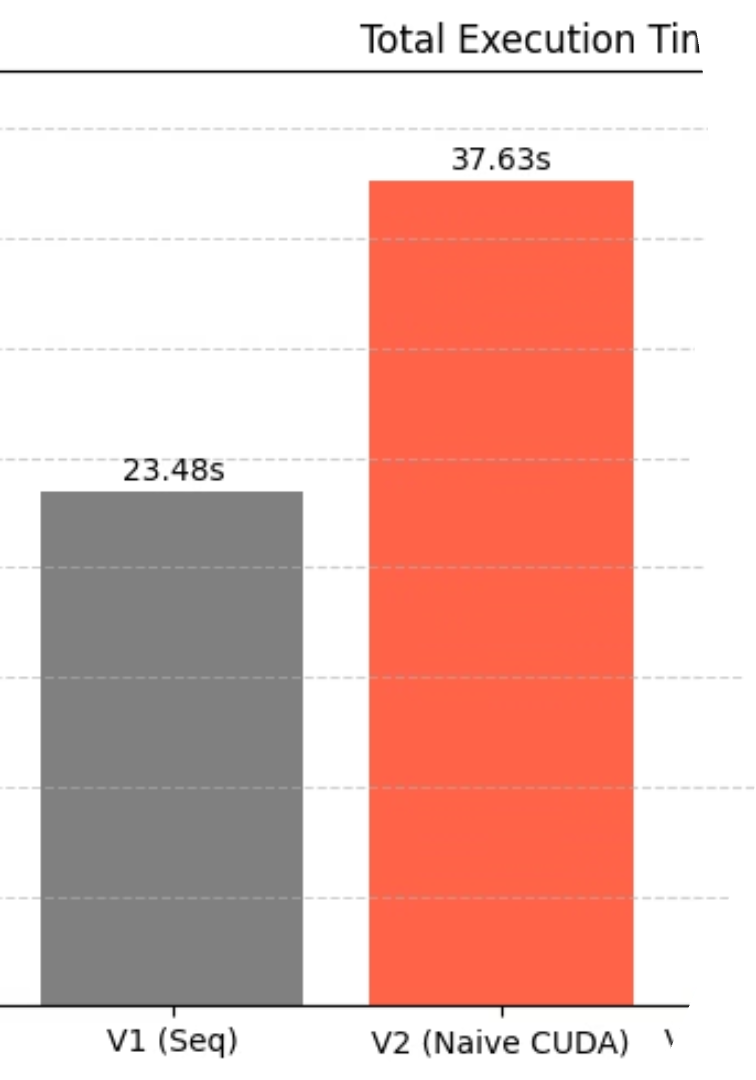 Total Execution
37.63s
23.48s
V1 (Seq) V2 (Naive CUDA)